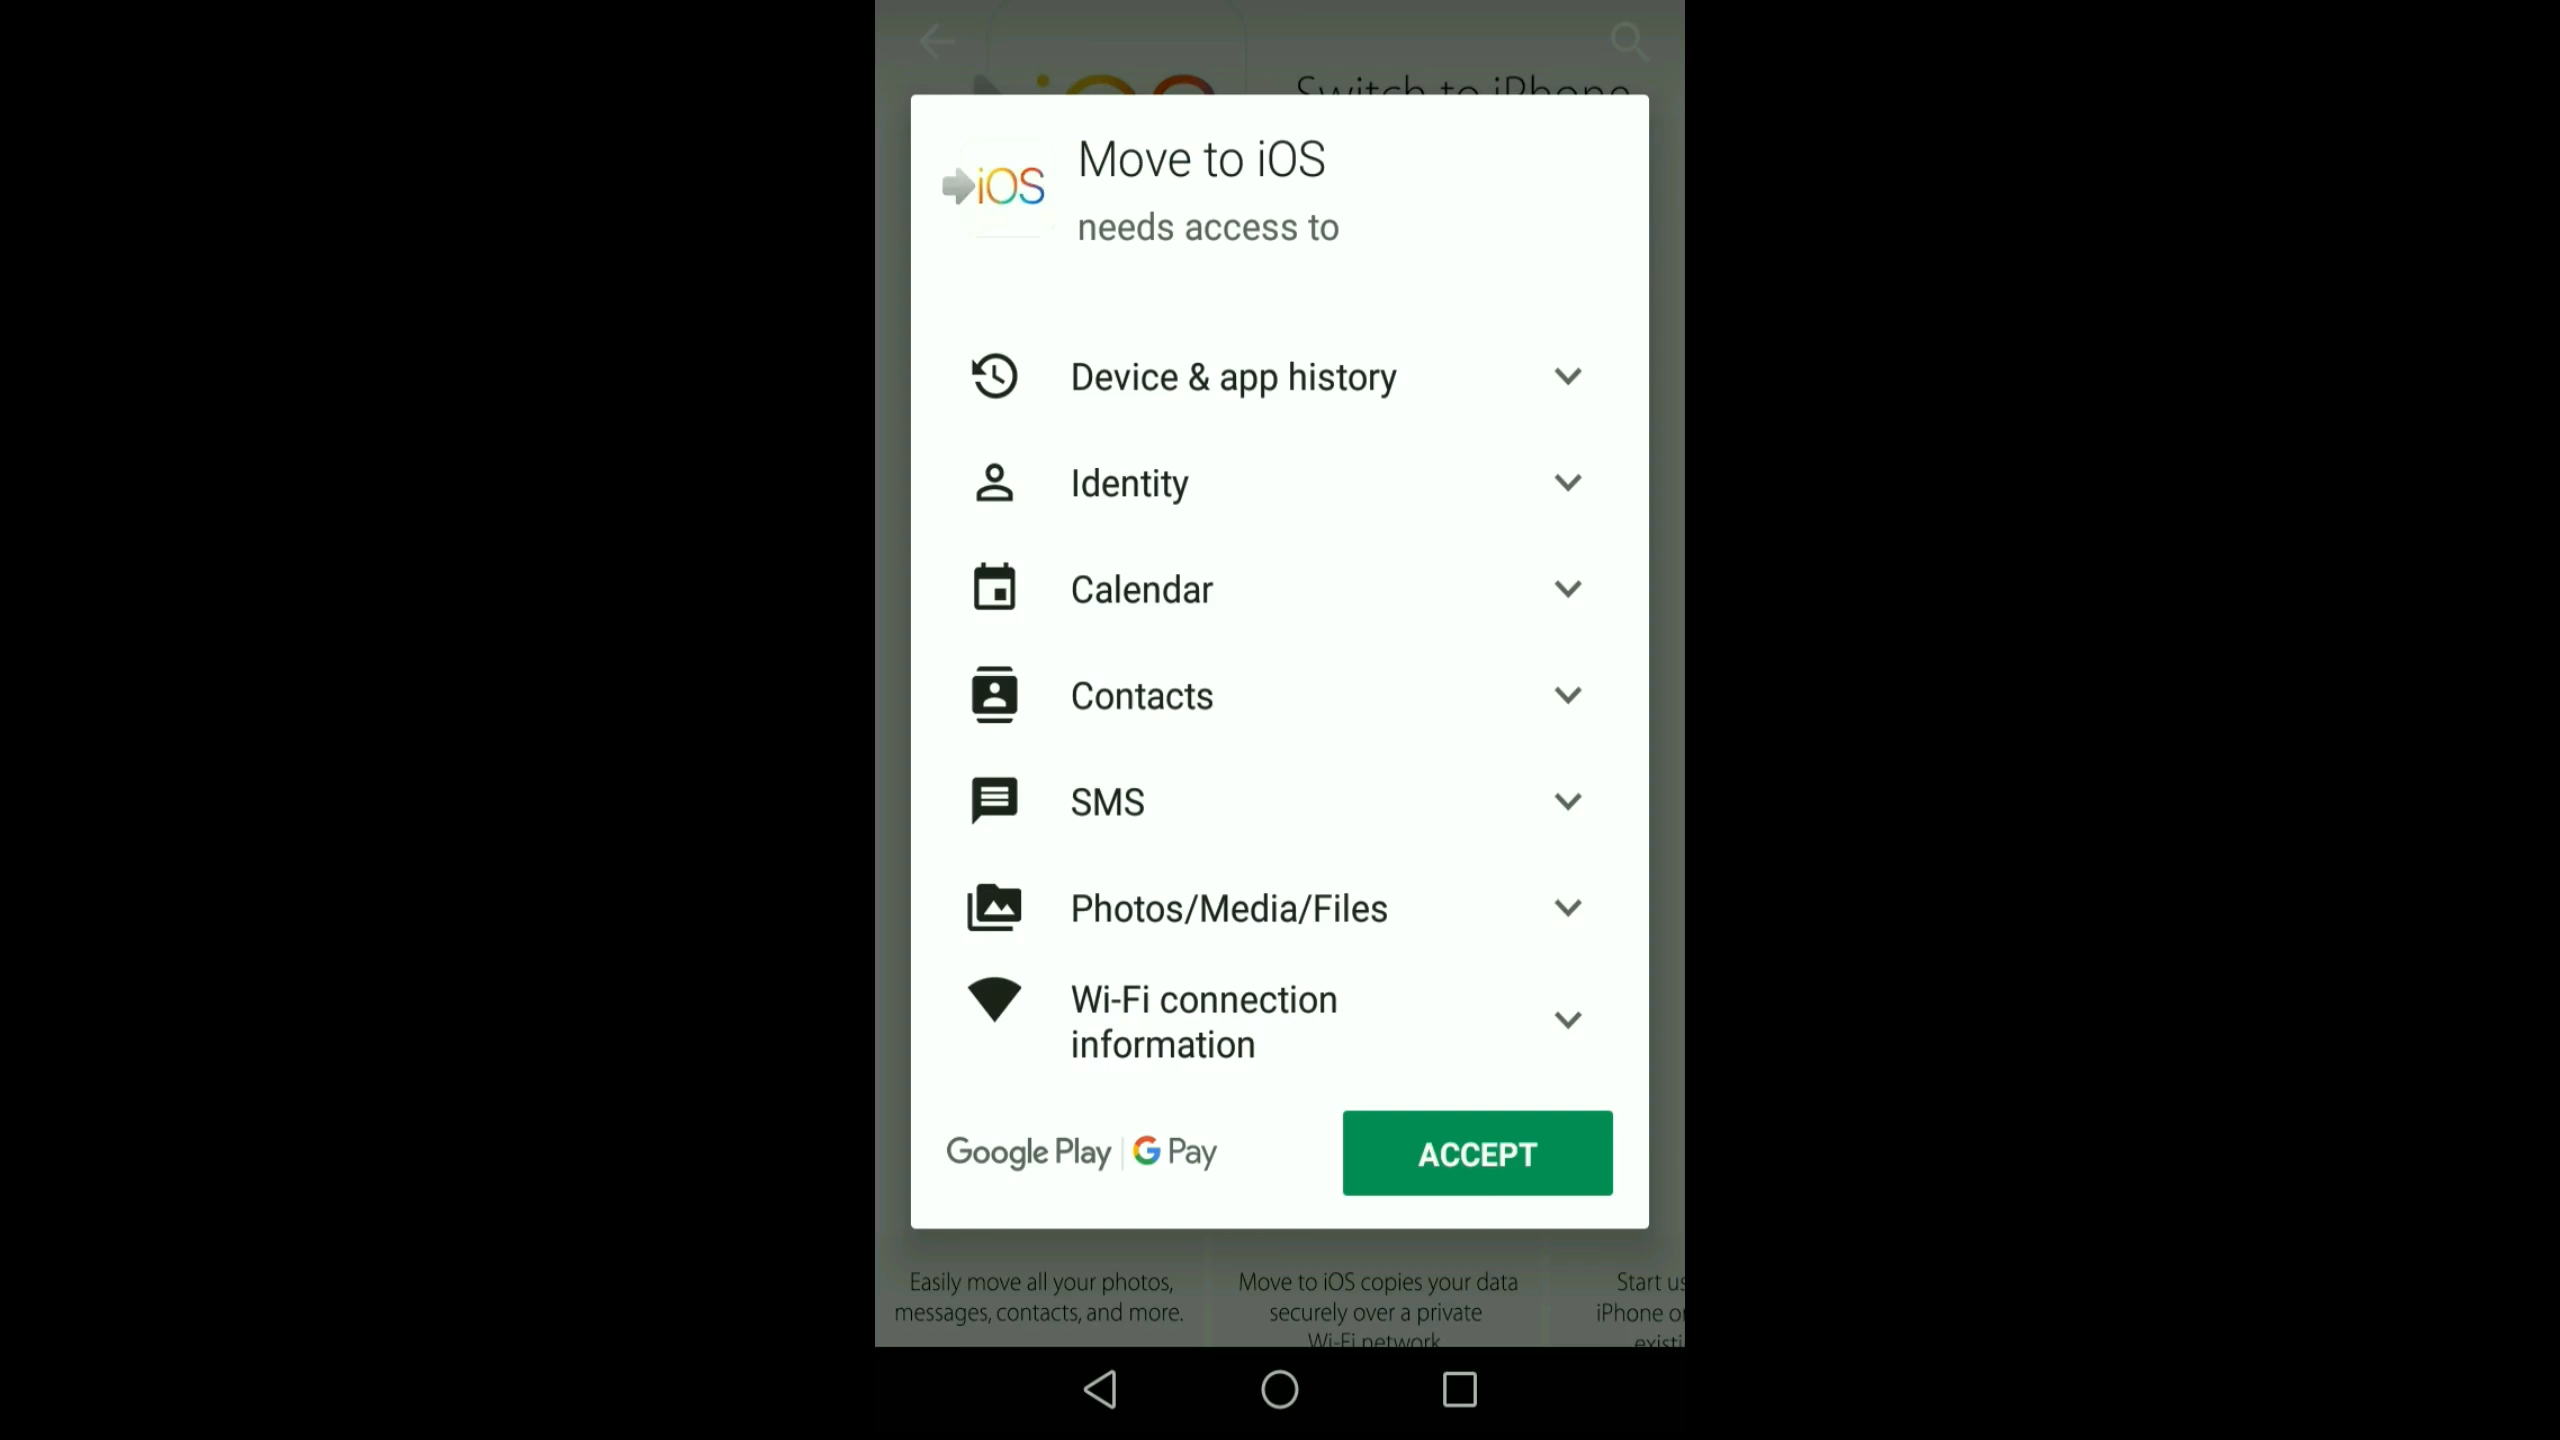 Switch to iPhone
iOS
Move to iOS
needs access to
Device & app history
Identity
Calendar
Contacts
SMS
Photos/Media/Files
Wi-Fi connection
information
Google Play | G Pay
ACCEPT
Easily move all your photos,
messages, contacts, and more.
Move to iOS copies your data
securely over a private
Wi-Fi network
Start us
iPhone o
existi